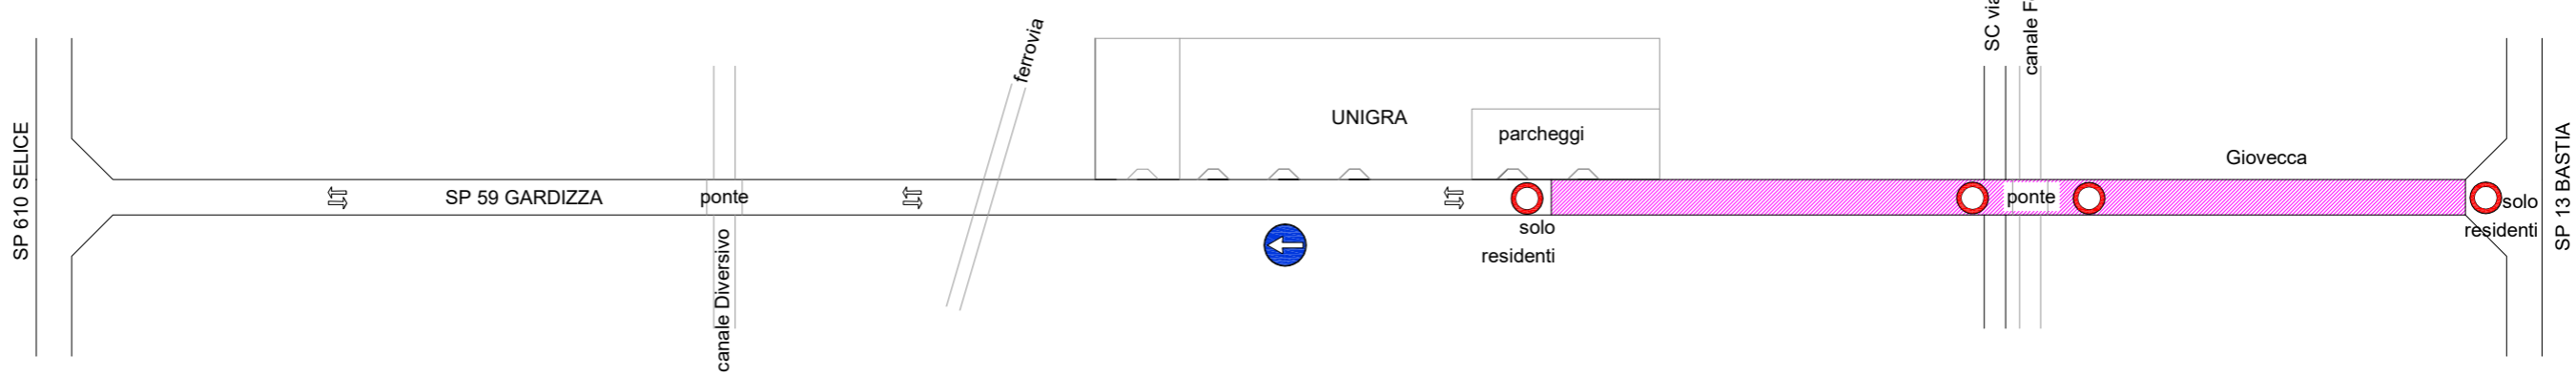 SP 610 SELICE
SP 59 GARDIZZA
ponte
canale Diversivo
ferrovia
UNIGRA
parcheggi
solo
residenti
SC via
canale
ponte
Giovecca
solo
residenti
SP 13 BASTIA